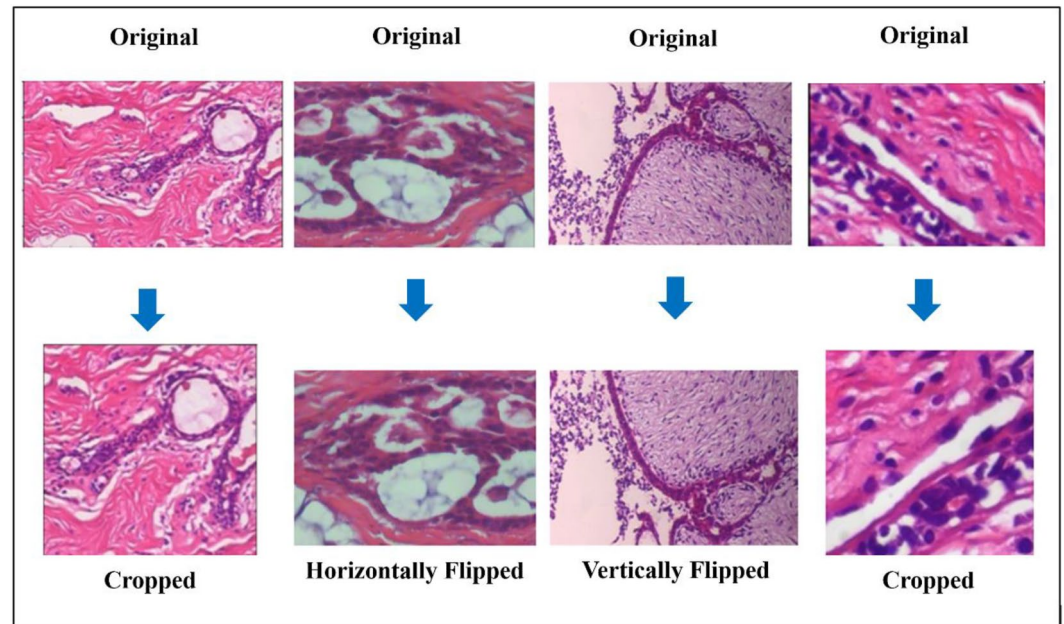 Original
Original
Original
Original
Cropped
Horizontally Flipped
Vertically Flipped
Cropped